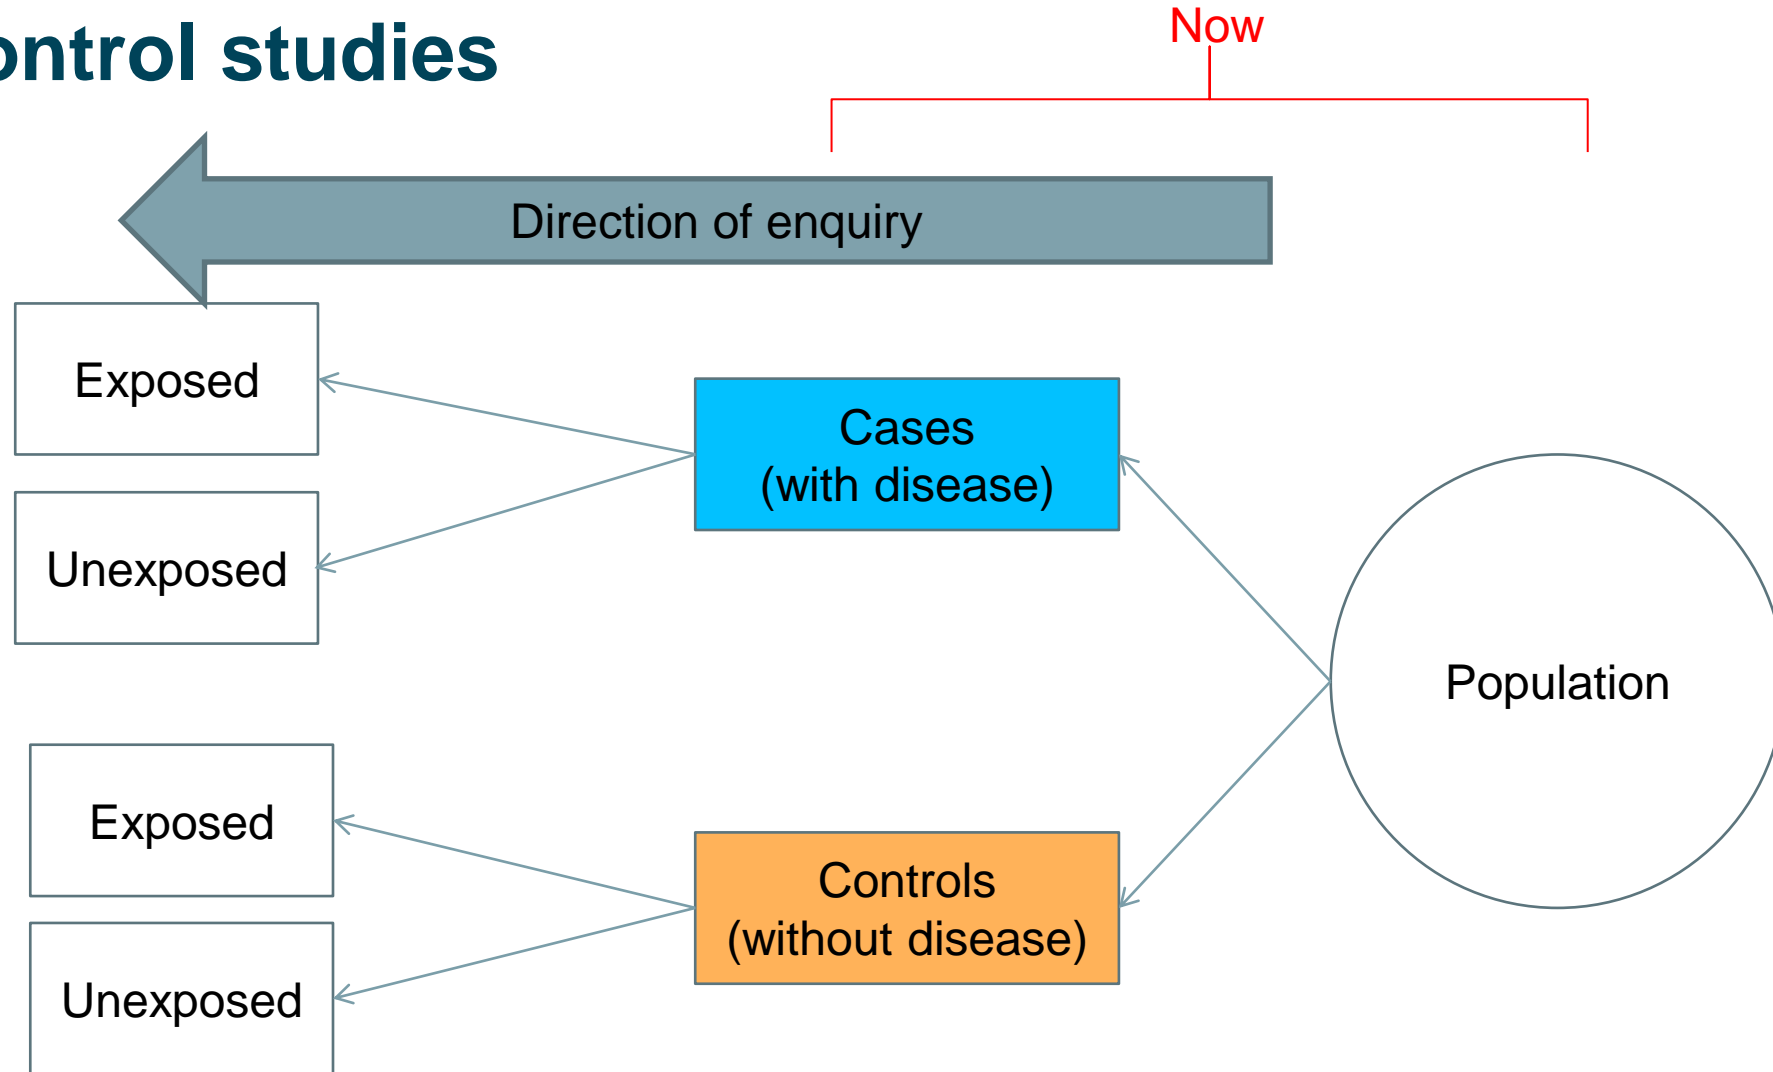 ontrol studies
Now
Direction of enquiry
Exposed
Unexposed
Cases
(with disease)
Population
Exposed
Unexposed
Controls
(without disease)